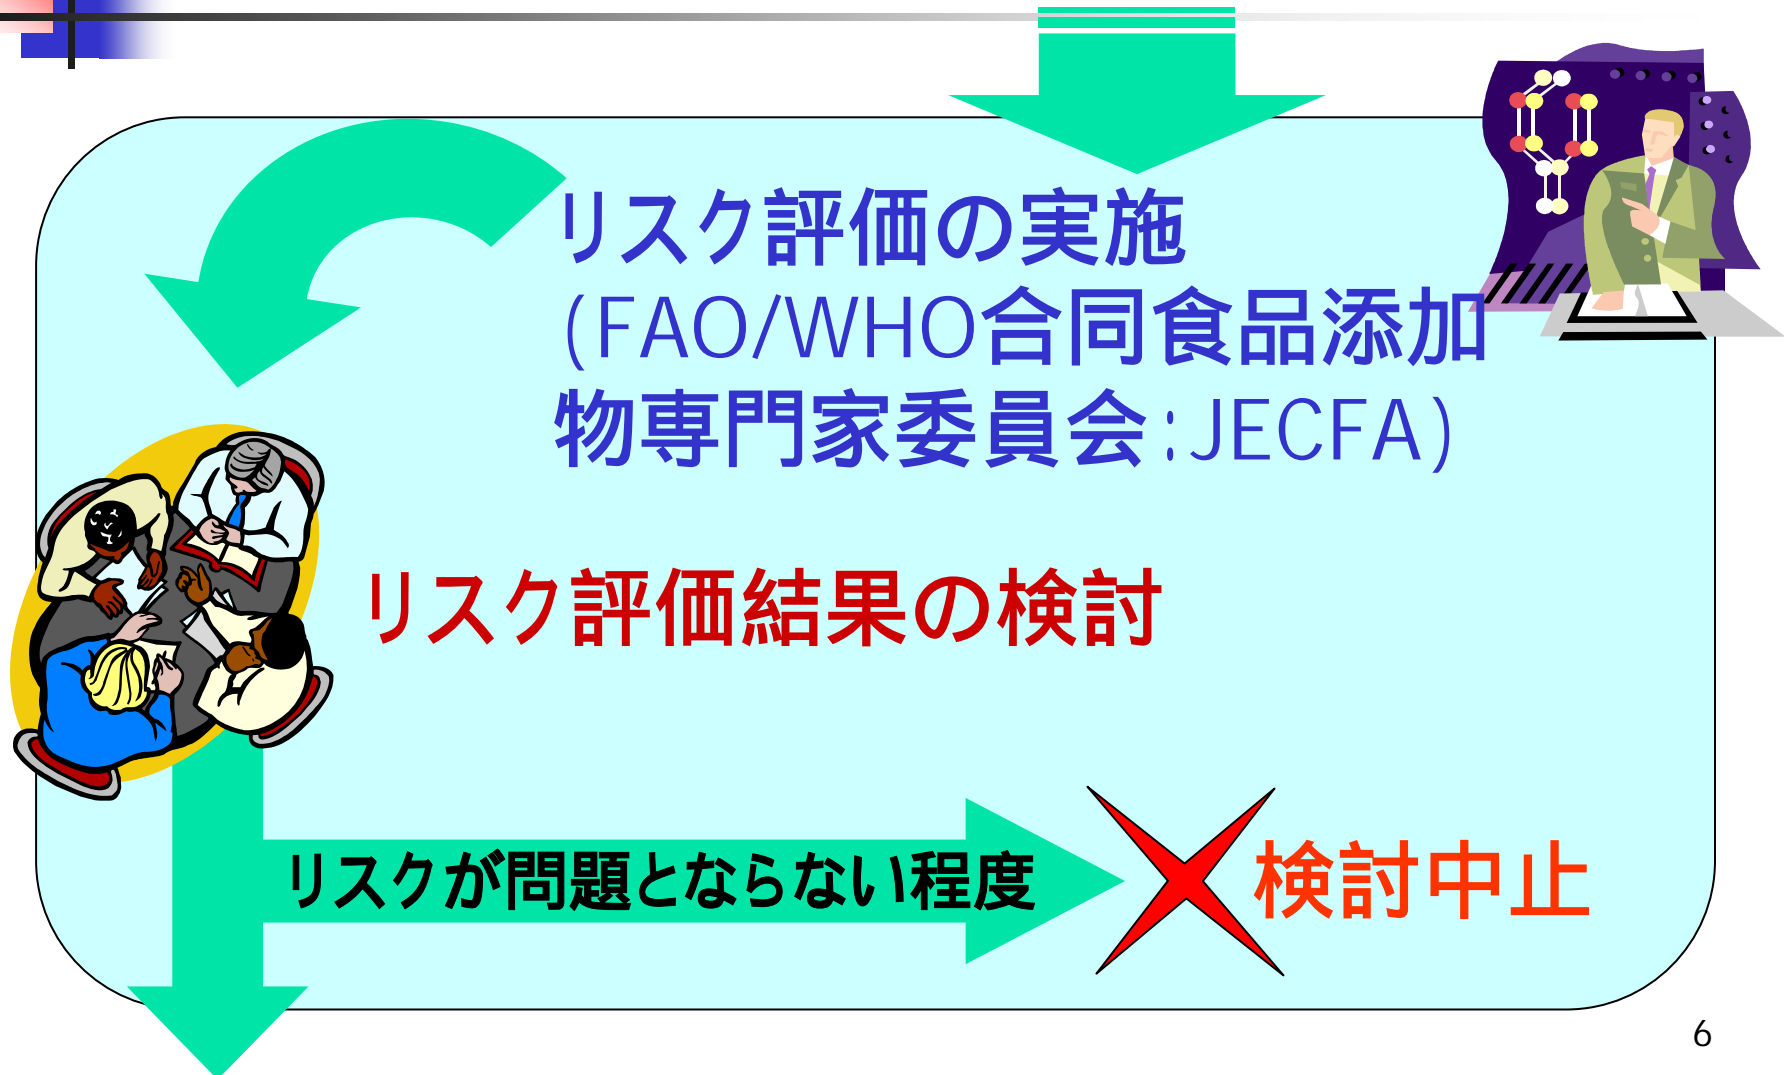 リスク評価の実施
(FAO/WHO合同食品添加
物専門家委員会:JECFA)
リスク評価結果の検討
リスクが問題とならない程度
検討中止
6